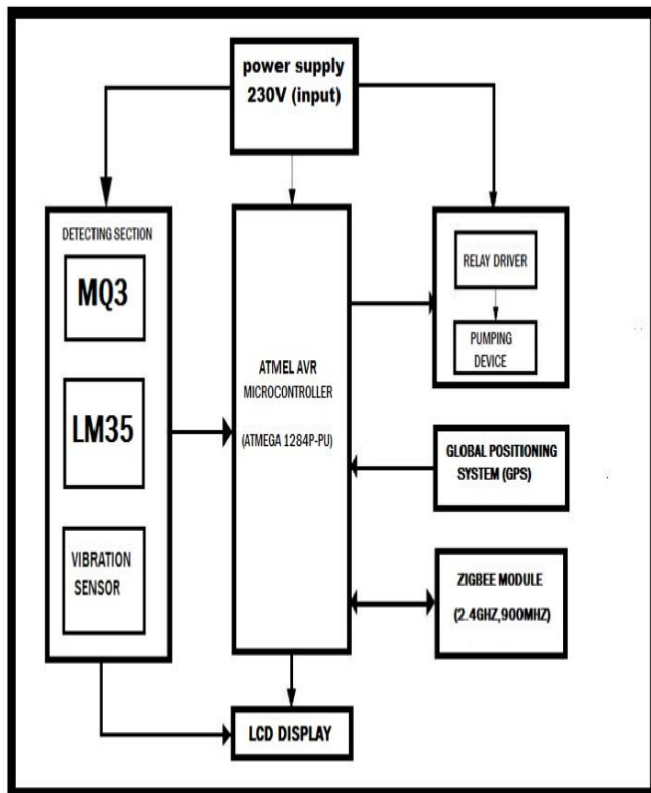 power supply
230V (input)
DETECTING SECTION
MQ3
LM35
VIBRATION
SENSOR
ATMEL AVR
MICROCONTROLLER
(ATMEGA 1284P-PU)
RELAY DRIVER
PUMPING
DEVICE
GLOBAL POSITIONING
SYSTEM (GPS)
ZIGBEE MODULE
(2.4GHZ,900MHZ)
LCD DISPLAY